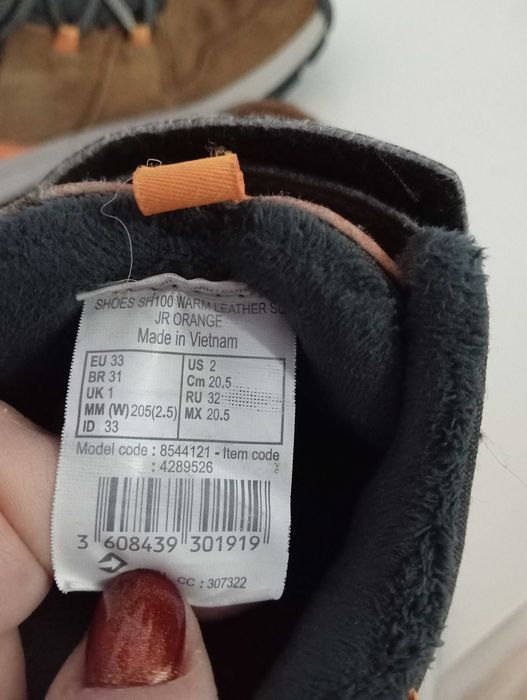 SHOES SH100 WARM LEATHER
JR ORANGE
Made in Vietnam
EU 33
BR 31
UK 1
MM (W) 205(2.5)
ID 33
US 2
Cm 20.5
RU 32
MX 20.5
Model code : 8544121 - Item code
: 4289526
3 608439 301919
CC : 307322